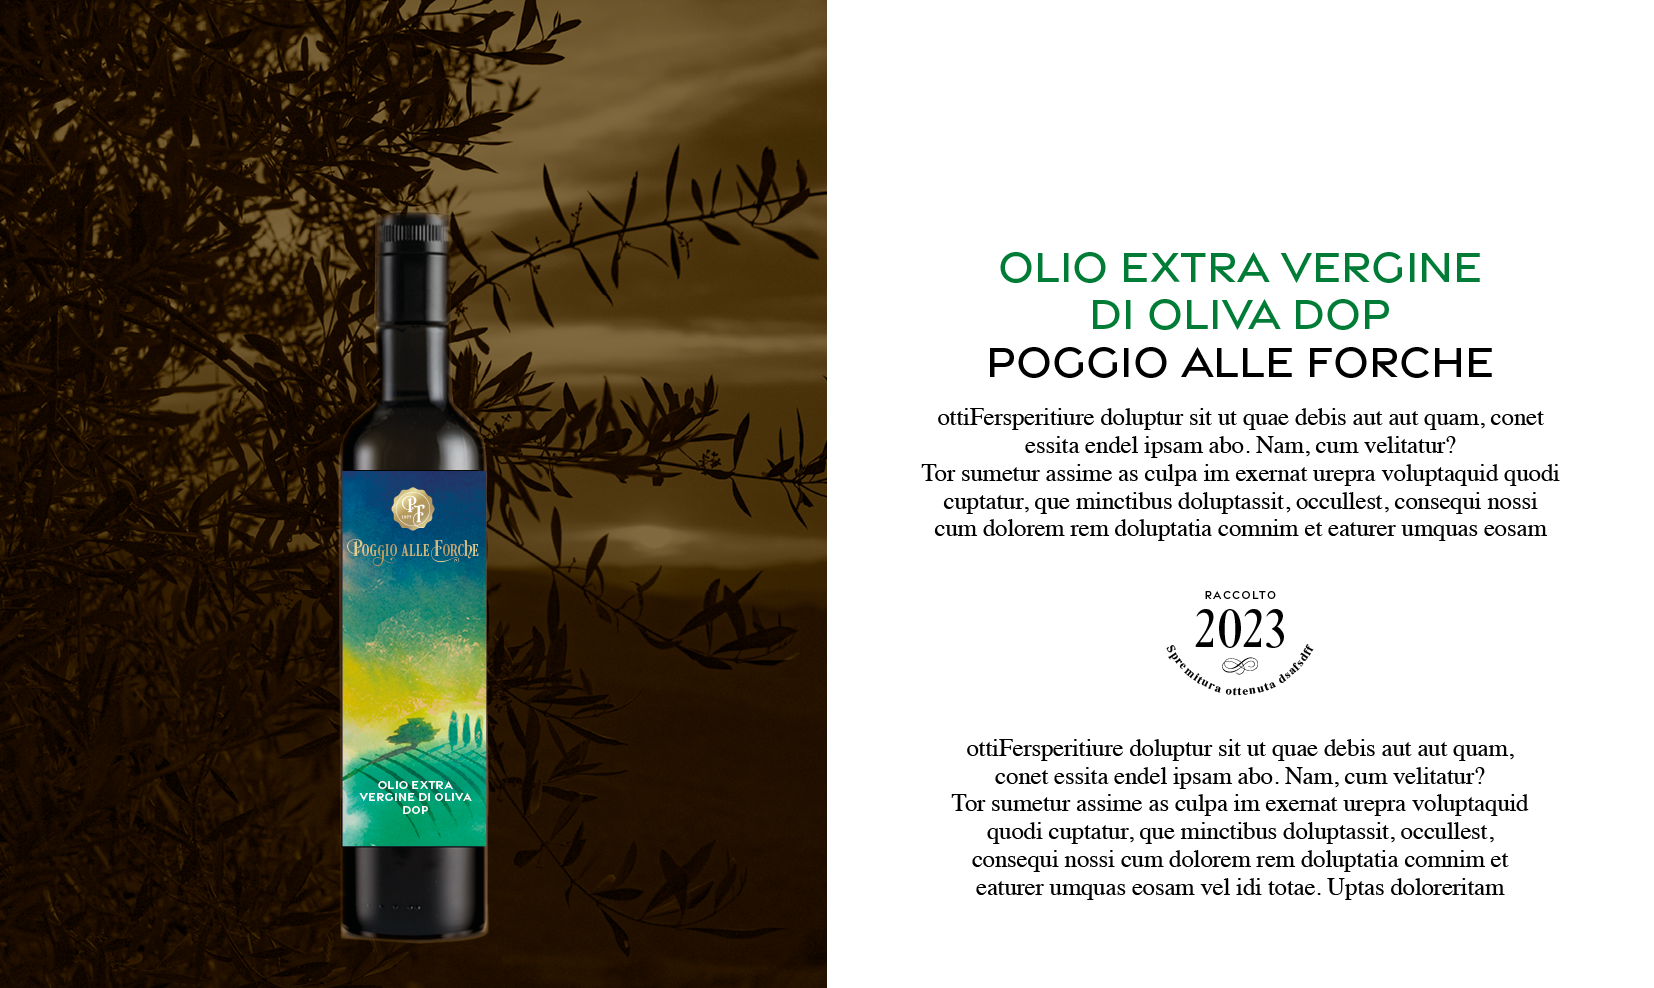 PF
1877
POGGIO ALLE FORCHE
OLIO EXTRA
VERGINE DI OLIVA
DOP
OLIO EXTRA VERGINE
DI OLIVA DOP
POGGIO ALLE FORCHE
ottiFersperitiure doluptur sit ut quae debis aut aut quam, conet
essita endel ipsam abo. Nam, cum velitatur?
Tor sumetur assime as culpa im exernat urepra voluptaquid quodi
cuptatur, que minctibus doluptassit, occullest, consequi nossi
cum dolorem rem doluptatia comnim et eaturer umquas eosam
RACCOLTO
2023
Spremitura ottenuta dsafsdff
ottiFersperitiure doluptur sit ut quae debis aut aut quam,
conet essita endel ipsam abo. Nam, cum velitatur?
Tor sumetur assime as culpa im exernat urepra voluptaquid
quodi cuptatur, que minctibus doluptassit, occullest,
consequi nossi cum dolorem rem doluptatia comnim et
eaturer umquas eosam vel idi totae. Uptas doloreritam